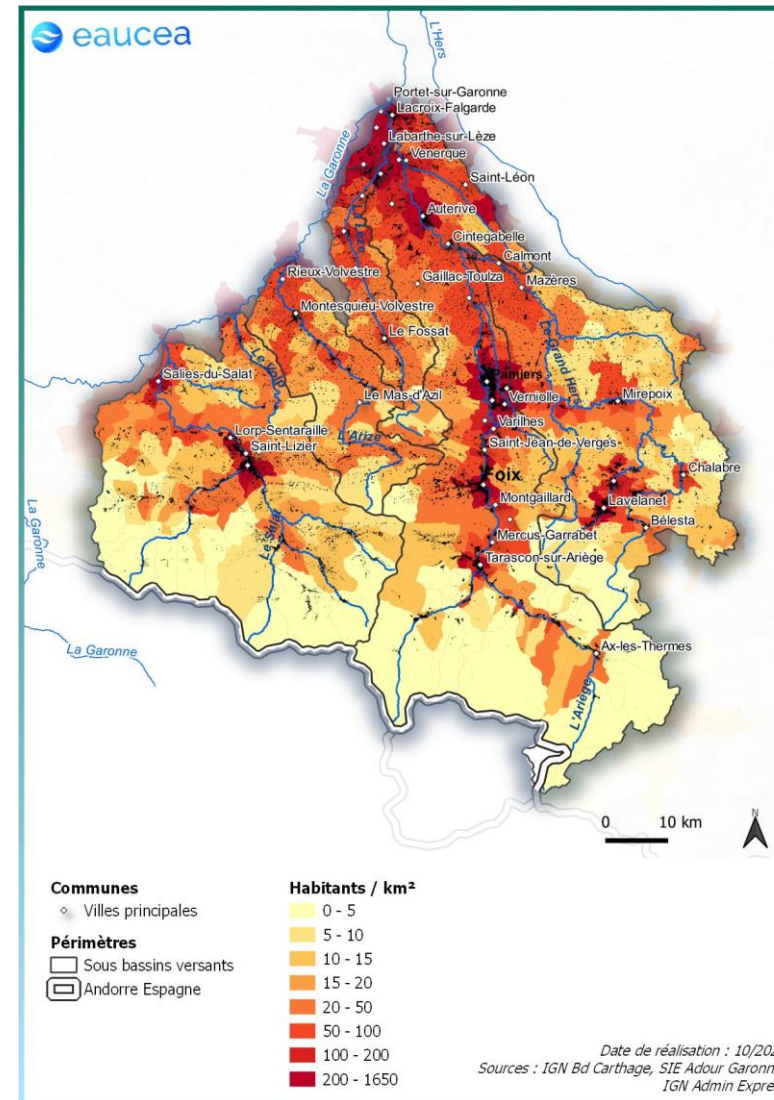 eaucea
L'Hers
Portet-sur-Garonne
Lacroix-Falgarde
La Garonne
Labarthe-sur-Lèze
Venerque
Saint-Léon
Auterive
La Lèze
Cintegabelle
Calmont
Rieux-Volvestre
Gaillac-Toulza
Mazères
Montesquieu-Volvestre
Le Fossat
Le Grand Hers
Le Volp
Salies-du-Salat
Pamiers
Le Mas-d'Azil
Verniolle
Mirepoix
Varilhes
Lorp-Sentaraille
L'Arize
Saint-Jean-de-Verges
Saint-Lizier
Chalabre
Foix
La Garonne
Montgaillard
Lavelanet
Bélesta
Le Salat
Mercus-Garrabet
Tarascon-sur-Ariège
La Garonne
Ax-les-Thermes
L'Ariège
0 10 km
N
Communes
Villes principales
Périmètres
Sous bassins versants
Andorre Espagne
Habitants / km²
0 - 5
5 - 10
10 - 15
15 - 20
20 - 50
50 - 100
100 - 200
200 - 1650
Date de réalisation : 10/202
Sources : IGN Bd Carthage, SIE Adour Garonn
IGN Admin Expre